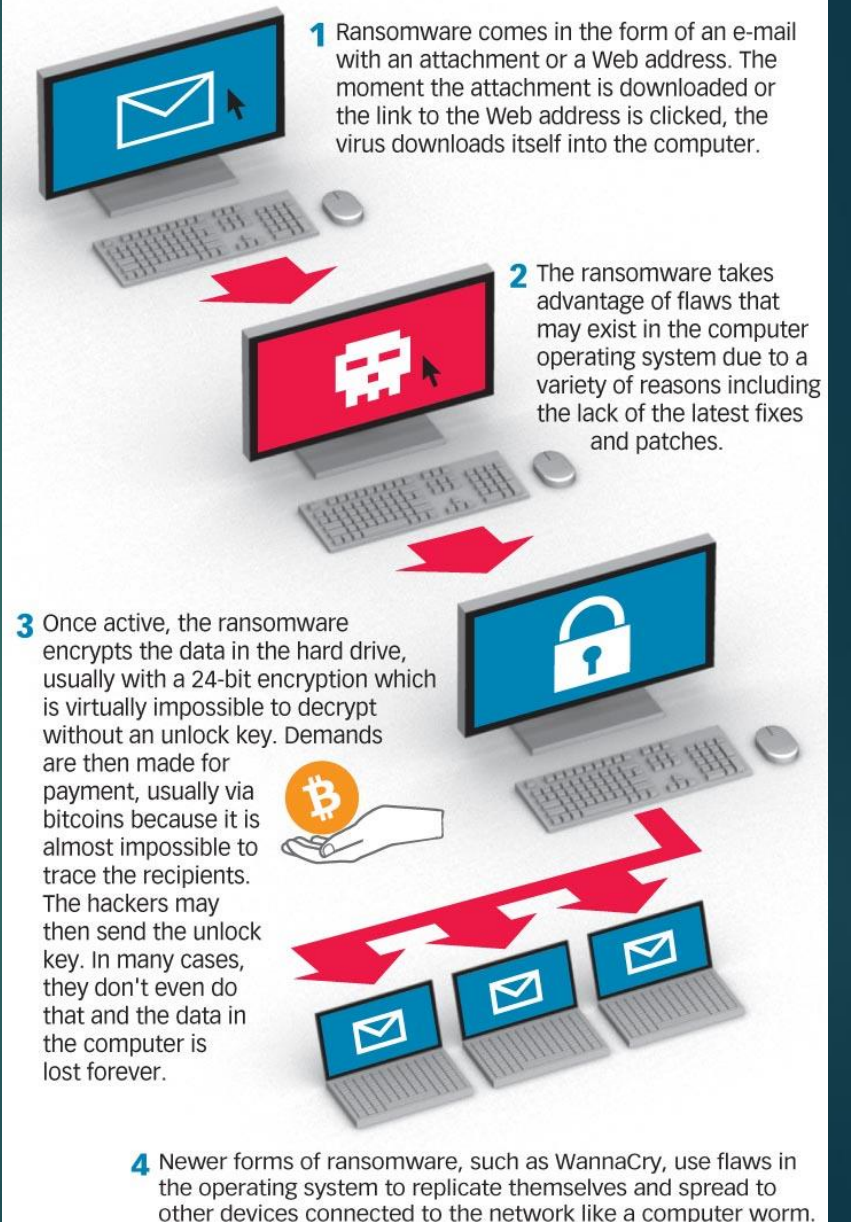 1 Ransomware comes in the form of an e-mail
with an attachment or a Web address. The
moment the attachment is downloaded or
the link to the Web address is clicked, the
virus downloads itself into the computer.
2 The ransomware takes
advantage of flaws that
may exist in the computer
operating system due to a
variety of reasons including
the lack of the latest fixes
and patches.
3 Once active, the ransomware
encrypts the data in the hard drive,
usually with a 24-bit encryption which
is virtually impossible to decrypt
without an unlock key. Demands
are then made for
payment, usually via
bitcoins because it is
almost impossible to
trace the recipients.
The hackers may
then send the unlock
key. In many cases,
they don't even do
that and the data in
the computer is
lost forever.
4 Newer forms of ransomware, such as WannaCry, use flaws in
the operating system to replicate themselves and spread to
other devices connected to the network like a computer worm.